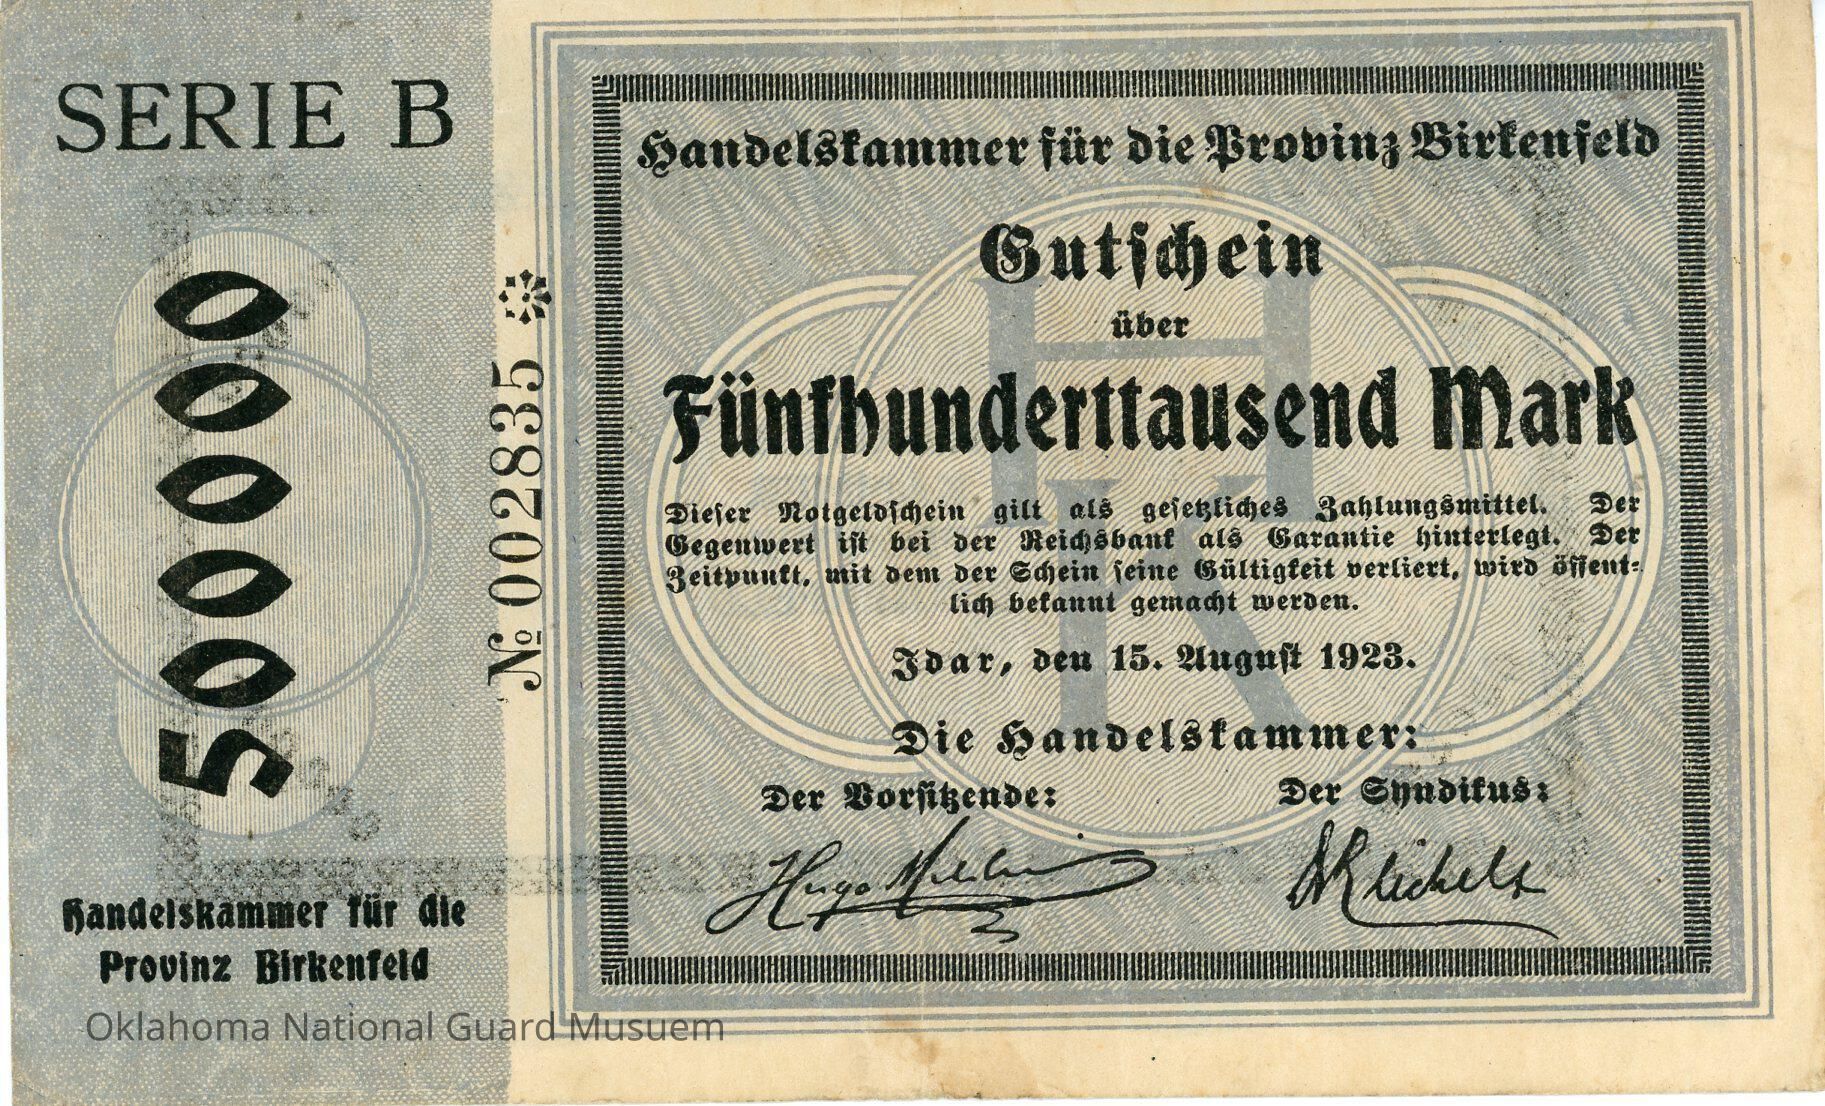 SERIE B
500000
Handelskammer für die
Provinz Birkenfeld
№ 002835
Handelskammer für die Provinz Birkenfeld
Gutschein
über
Fünfhunderttausend Mark
Dieser Notgeldschein gilt als gesetzliches Zahlungsmittel. Der
Gegenwert ist bei der Reichsbank als Garantie hinterlegt. Der
Zeitpunkt, mit dem der Schein seine Gültigkeit verliert, wird öffent-
lich bekannt gemacht werden.
Idar, den 15. August 1923.
Die Handelskammer:
Der Vorsitzende: Der Syndikus:
Hugo
HK
Oklahoma National Guard Musuem